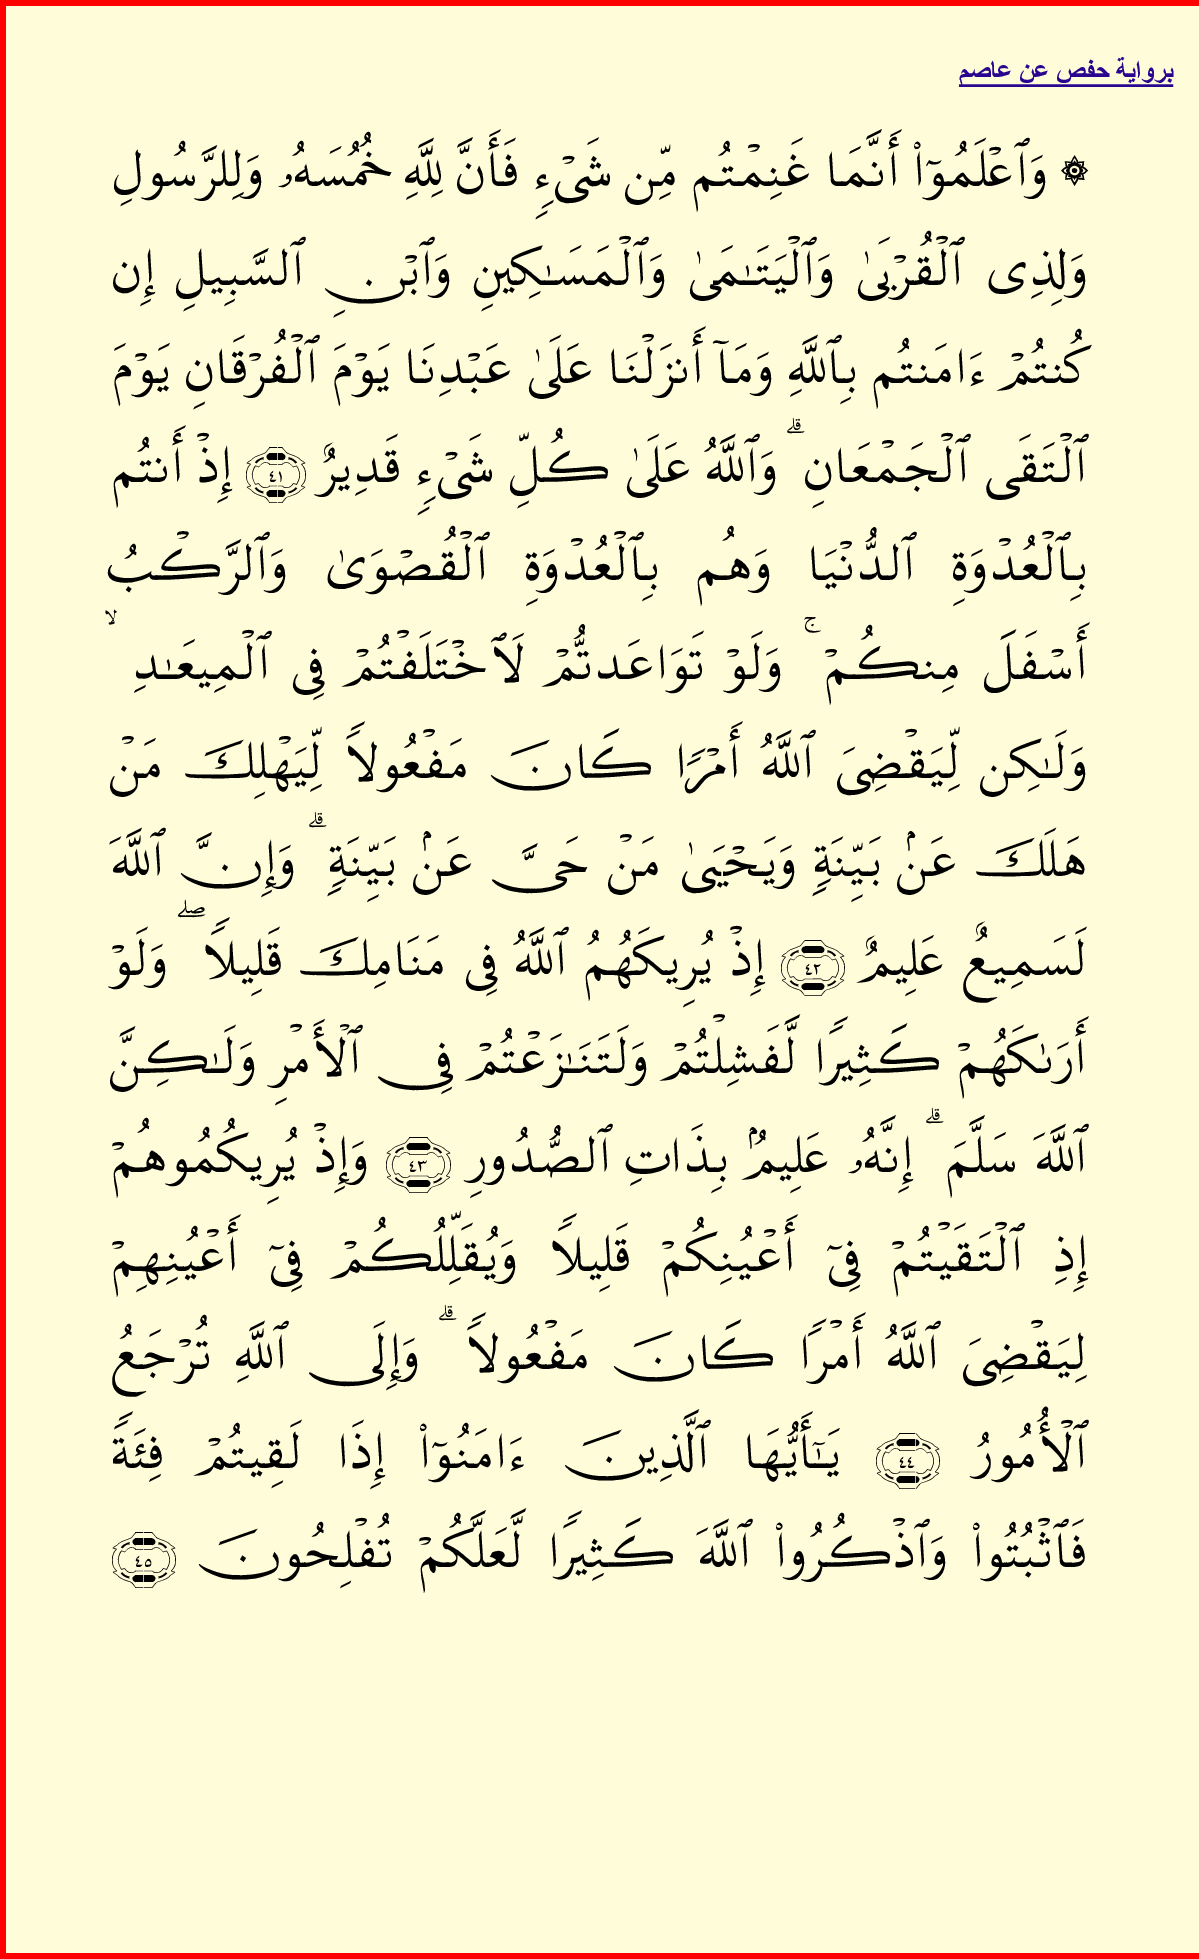 برواية حفص عن عاصم
۞ وَٱعۡلَمُوٓاْ أَنَّمَا غَنِمۡتُم مِّن شَىۡءٍ فَأَنَّ لِلَّهِ خُمُسَهُۥ وَلِلرَّسُولِ
وَلِذِى ٱلۡقُرۡبَىٰ وَٱلۡيَتَـٰمَىٰ وَٱلۡمَسَـٰكِينِ وَٱبۡنِ ٱلسَّبِيلِ إِن
كُنتُمۡ ءَامَنتُم بِٱللَّهِ وَمَآ أَنزَلۡنَا عَلَىٰ عَبۡدِنَا يَوۡمَ ٱلۡفُرۡقَانِ يَوۡمَ
ٱلۡتَقَى ٱلۡجَمۡعَانِۗ وَٱللَّهُ عَلَىٰ كُلِّ شَىۡءٍ قَدِيرٌ ٤١ إِذۡ أَنتُم
بِٱلۡعُدۡوَةِ ٱلدُّنۡيَا وَهُم بِٱلۡعُدۡوَةِ ٱلۡقُصۡوَىٰ وَٱلرَّكۡبُ
أَسۡفَلَ مِنكُمۡۚ وَلَوۡ تَوَاعَدتُّمۡ لَٱخۡتَلَفۡتُمۡ فِى ٱلۡمِيعَـٰدِۙ
وَلَـٰكِن لِّيَقۡضِىَ ٱللَّهُ أَمۡرًا كَانَ مَفۡعُولاً لِّيَهۡلِكَ مَنۡ
هَلَكَ عَنۢ بَيِّنَةٍ وَيَحۡيَىٰ مَنۡ حَىَّ عَنۢ بَيِّنَةٍۗ وَإِنَّ ٱللَّهَ
لَسَمِيعٌ عَلِيمٌ ٤٢ إِذۡ يُرِيكَهُمُ ٱللَّهُ فِى مَنَامِكَ قَلِيلاًۖ وَلَوۡ
أَرَىٰكَهُمۡ كَثِيرًا لَّفَشِلۡتُمۡ وَلَتَنَـٰزَعۡتُمۡ فِى ٱلۡأَمۡرِ وَلَـٰكِنَّ
ٱللَّهَ سَلَّمَۗ إِنَّهُۥ عَلِيمُۢ بِذَاتِ ٱلصُّدُورِ ٤٣ وَإِذۡ يُرِيكُمُوهُمۡ
إِذِ ٱلۡتَقَيۡتُمۡ فِىٓ أَعۡيُنِكُمۡ قَلِيلاً وَيُقَلِّلُكُمۡ فِىٓ أَعۡيُنِهِمۡ
لِيَقۡضِىَ ٱللَّهُ أَمۡرًا كَانَ مَفۡعُولاًۗ وَإِلَى ٱللَّهِ تُرۡجَعُ
ٱلۡأُمُورُ ٤٤ يَـٰٓأَيُّهَا ٱلَّذِينَ ءَامَنُوٓاْ إِذَا لَقِيتُمۡ فِئَةً
فَٱثۡبُتُواْ وَٱذۡكُرُواْ ٱللَّهَ كَثِيرًا لَّعَلَّكُمۡ تُفۡلِحُونَ ٤٥